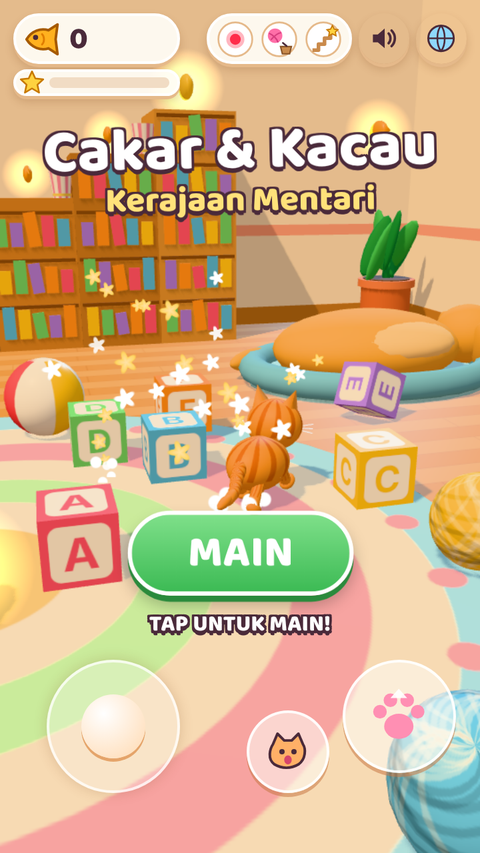 0
Cakar & Kacau
Kerajaan Mentari
E E
D D
B B
C C
A A
MAIN
TAP UNTUK MAIN!